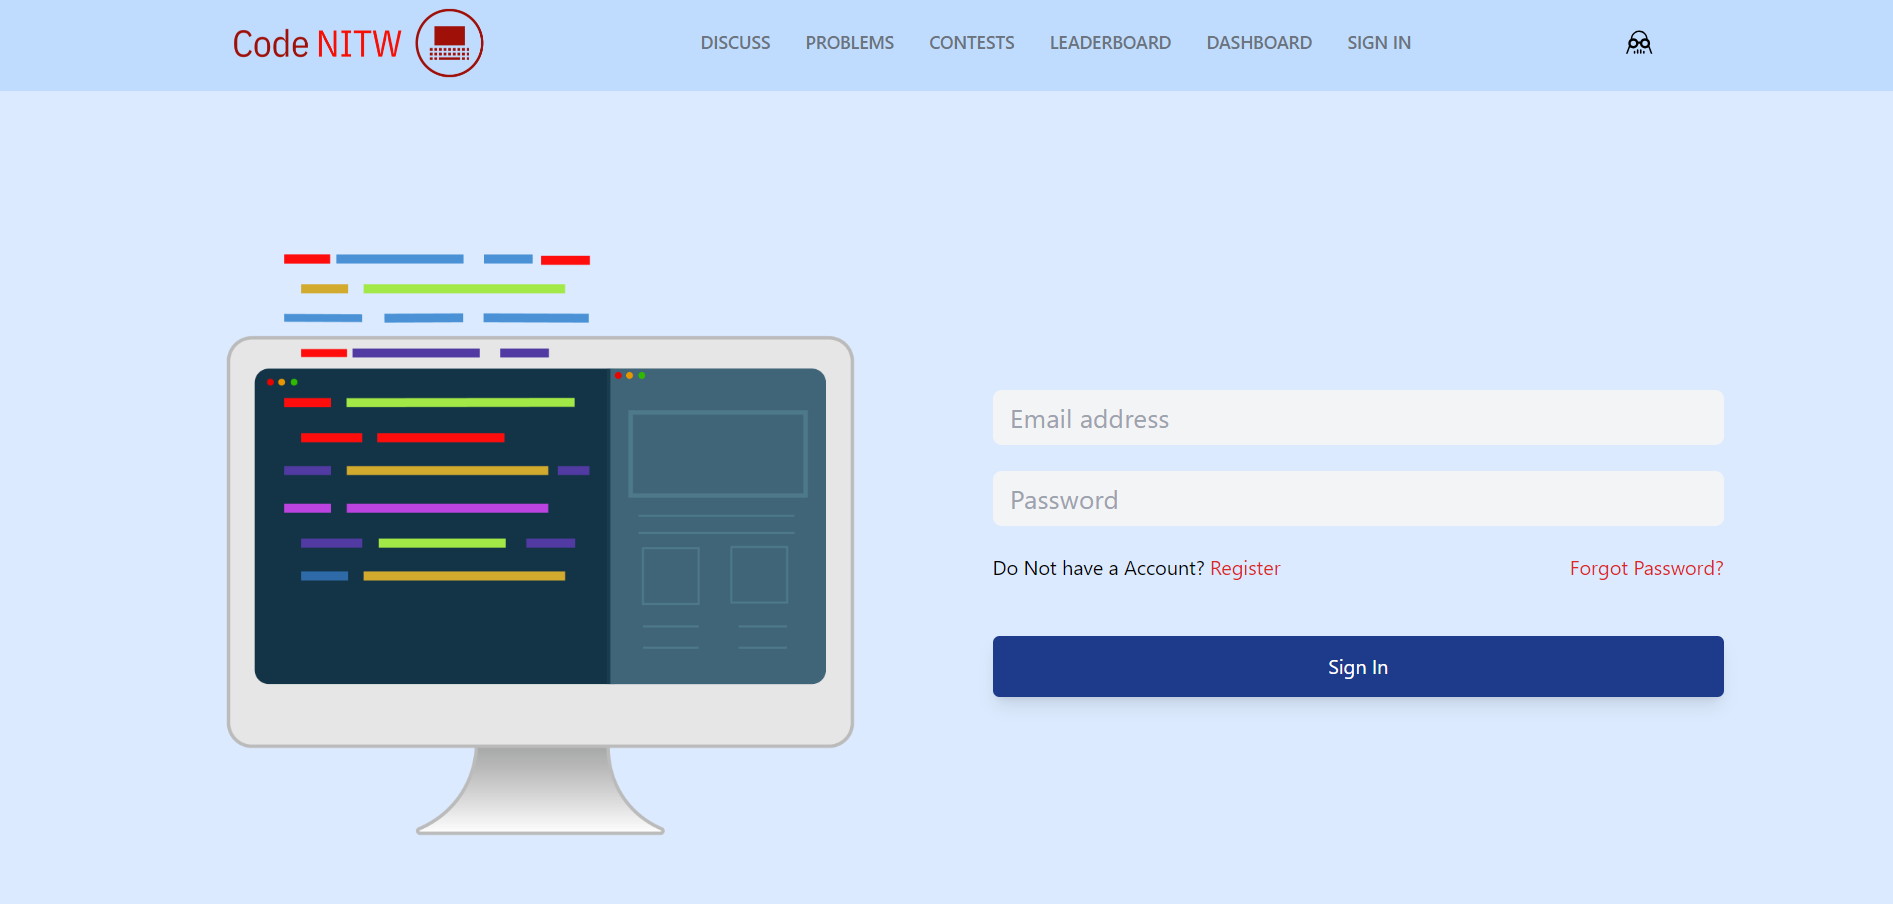 Code NITW
DISCUSS PROBLEMS CONTESTS LEADERBOARD DASHBOARD SIGN IN
Email address
Password
Do Not have a Account? Register Forgot Password?
Sign In